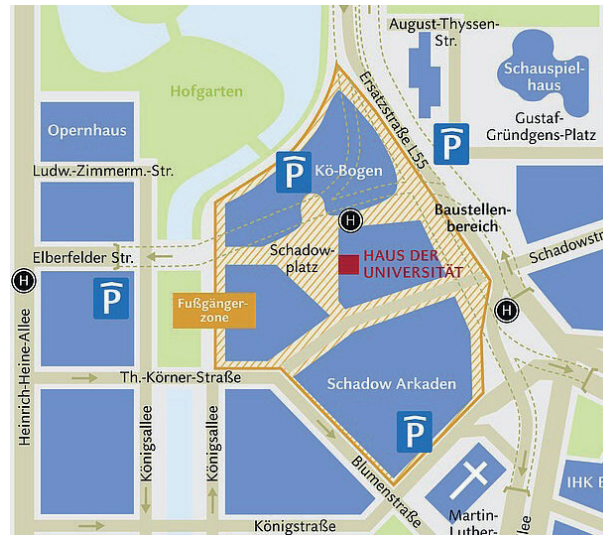 August-Thyssen-
Str.
Schauspiel-
haus
Gustaf-
Gründgens-Platz
Hofgarten
Ersatzstraße L55
Opernhaus
Ludw.-Zimmerm.-Str.
P
Kö-Bogen
P
H
Baustellen-
bereich
Schadowst
Elberfelder Str.
Schadow-
platz
HAUS DER
UNIVERSITÄT
H
P
Fußgänger-
zone
H
Heinrich-Heine-Allee
Th.-Körner-Straße
Schadow Arkaden
P
Königsallee
Königsallee
Blumenstraße
IHK
Königstraße
Martin-
Luther-